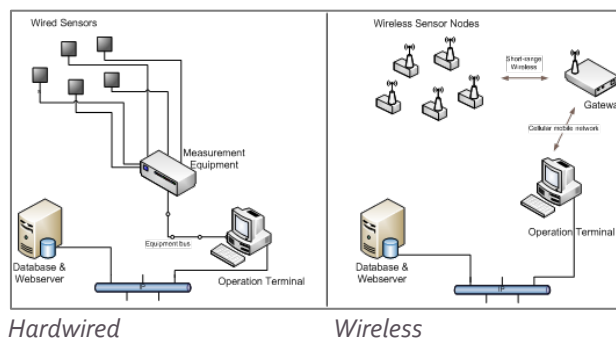 Wired Sensors
Measurement
Equipment
Equipment bus
Database &
Webserver
Operation Terminal
IP
Wireless Sensor Nodes
Short-range
Wireless
Gatewa
Cellular mobile network
Operation Terminal
Database &
Webserver
IP
Hardwired
Wireless